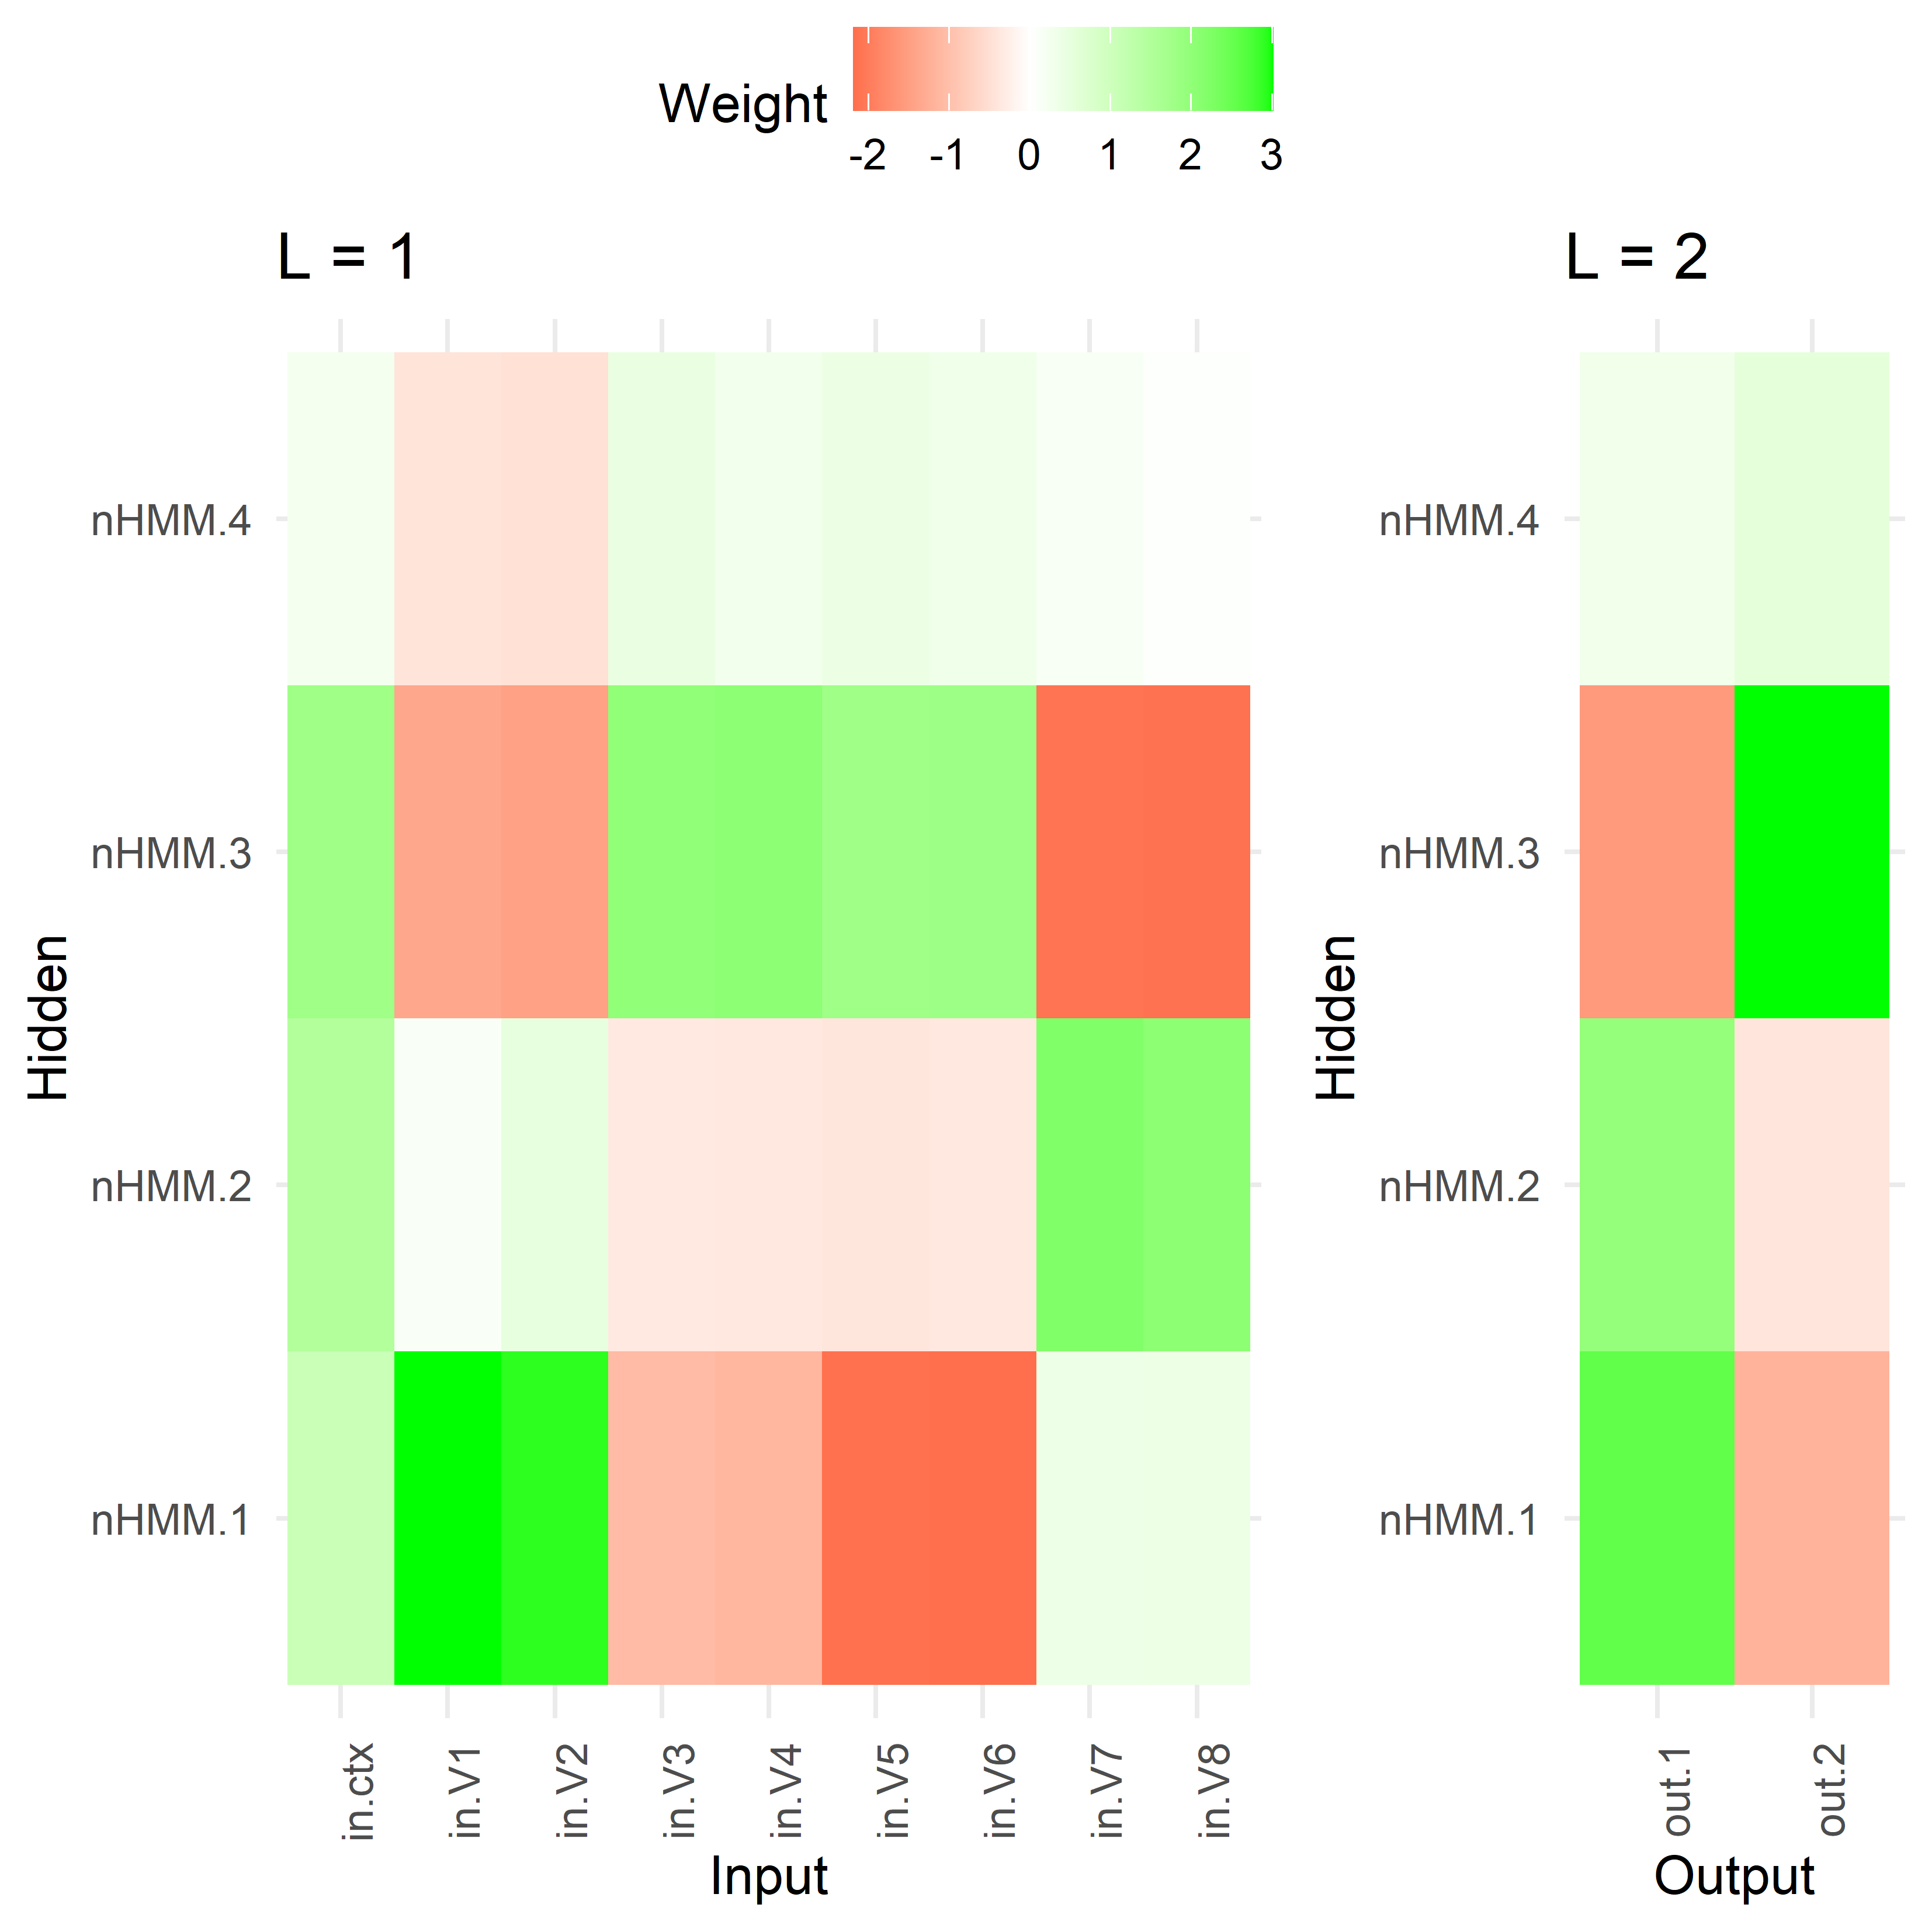 Weight
-2 -1 0 1 2 3
L = 1
L = 2
Hidden
nHMM.4
nHMM.3
nHMM.2
nHMM.1
in.ctx
in.V1
in.V2
in.V3
in.V4
in.V5
in.V6
in.V7
in.V8
Input
Hidden
nHMM.4
nHMM.3
nHMM.2
nHMM.1
out.1
out.2
Output